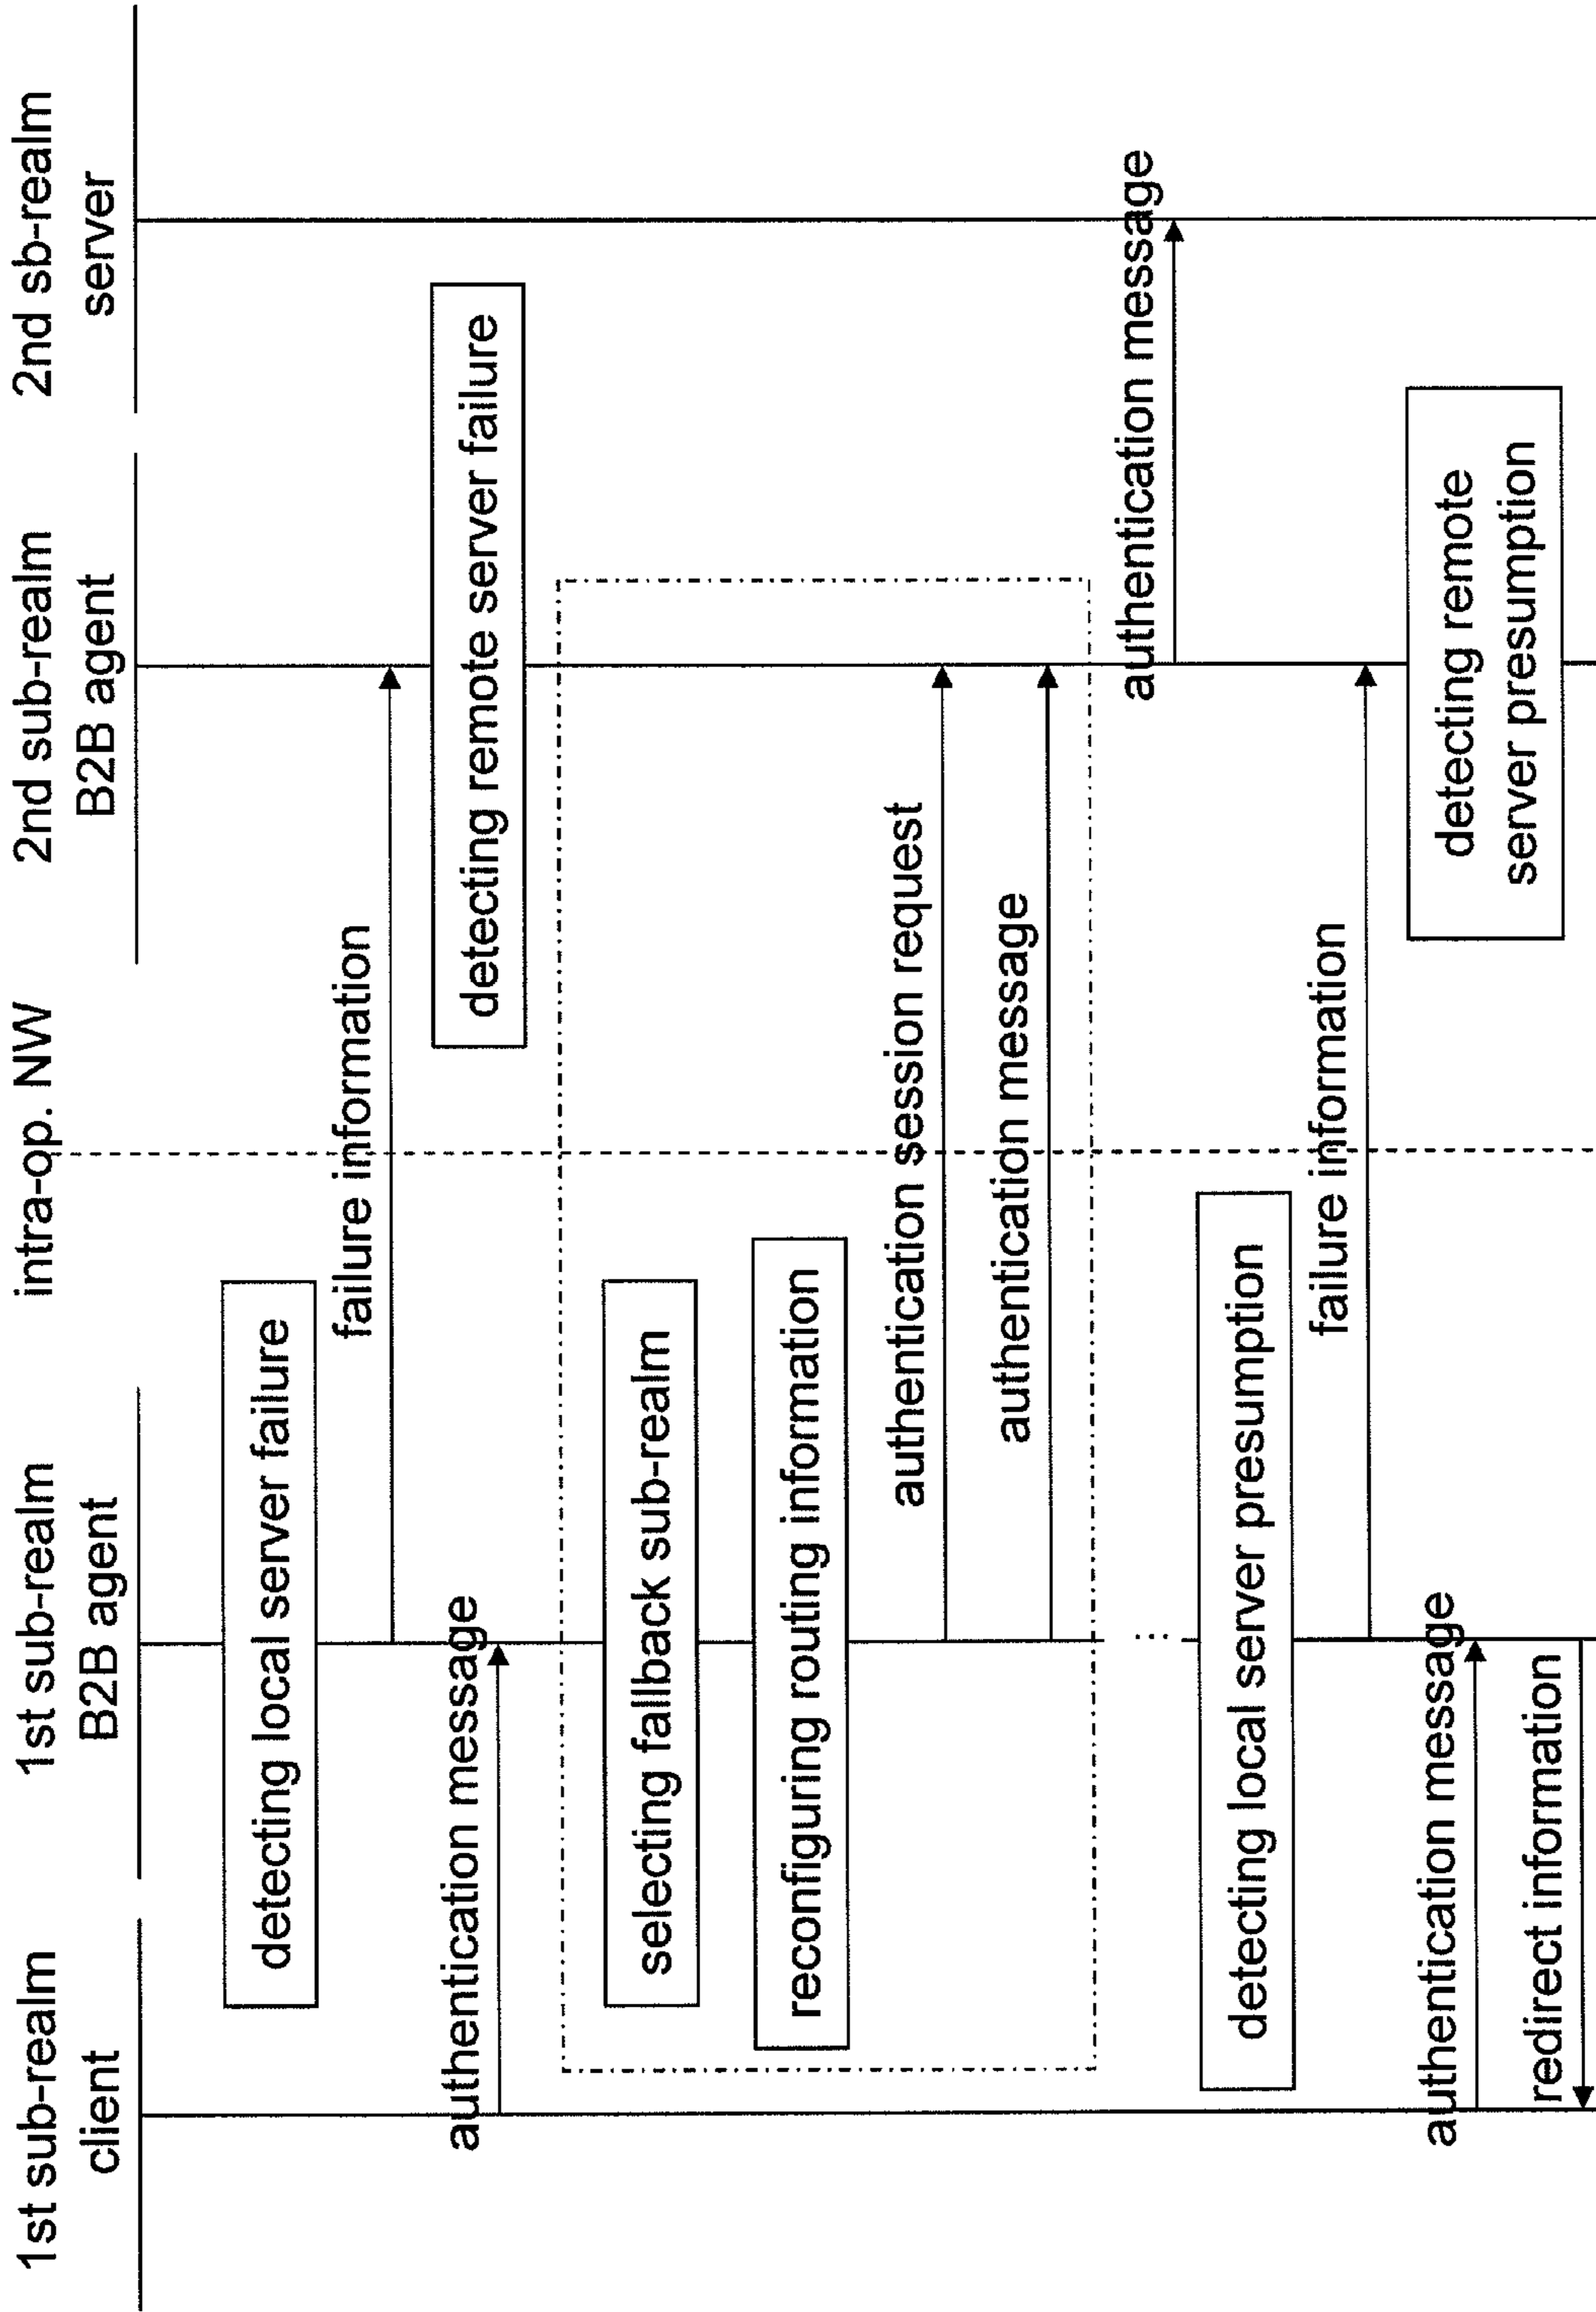 1st sub-realm
client
1st sub-realm
B2B agent
intra-op. NW
2nd sub-realm
B2B agent
2nd sb-realm
server
detecting local server failure
failure information
detecting remote server failure
authentication message
selecting fallback sub-realm
reconfiguring routing information
authentication session request
authentication message
authentication message
...
detecting local server presumption
failure information
detecting remote
server presumption
authentication message
redirect information